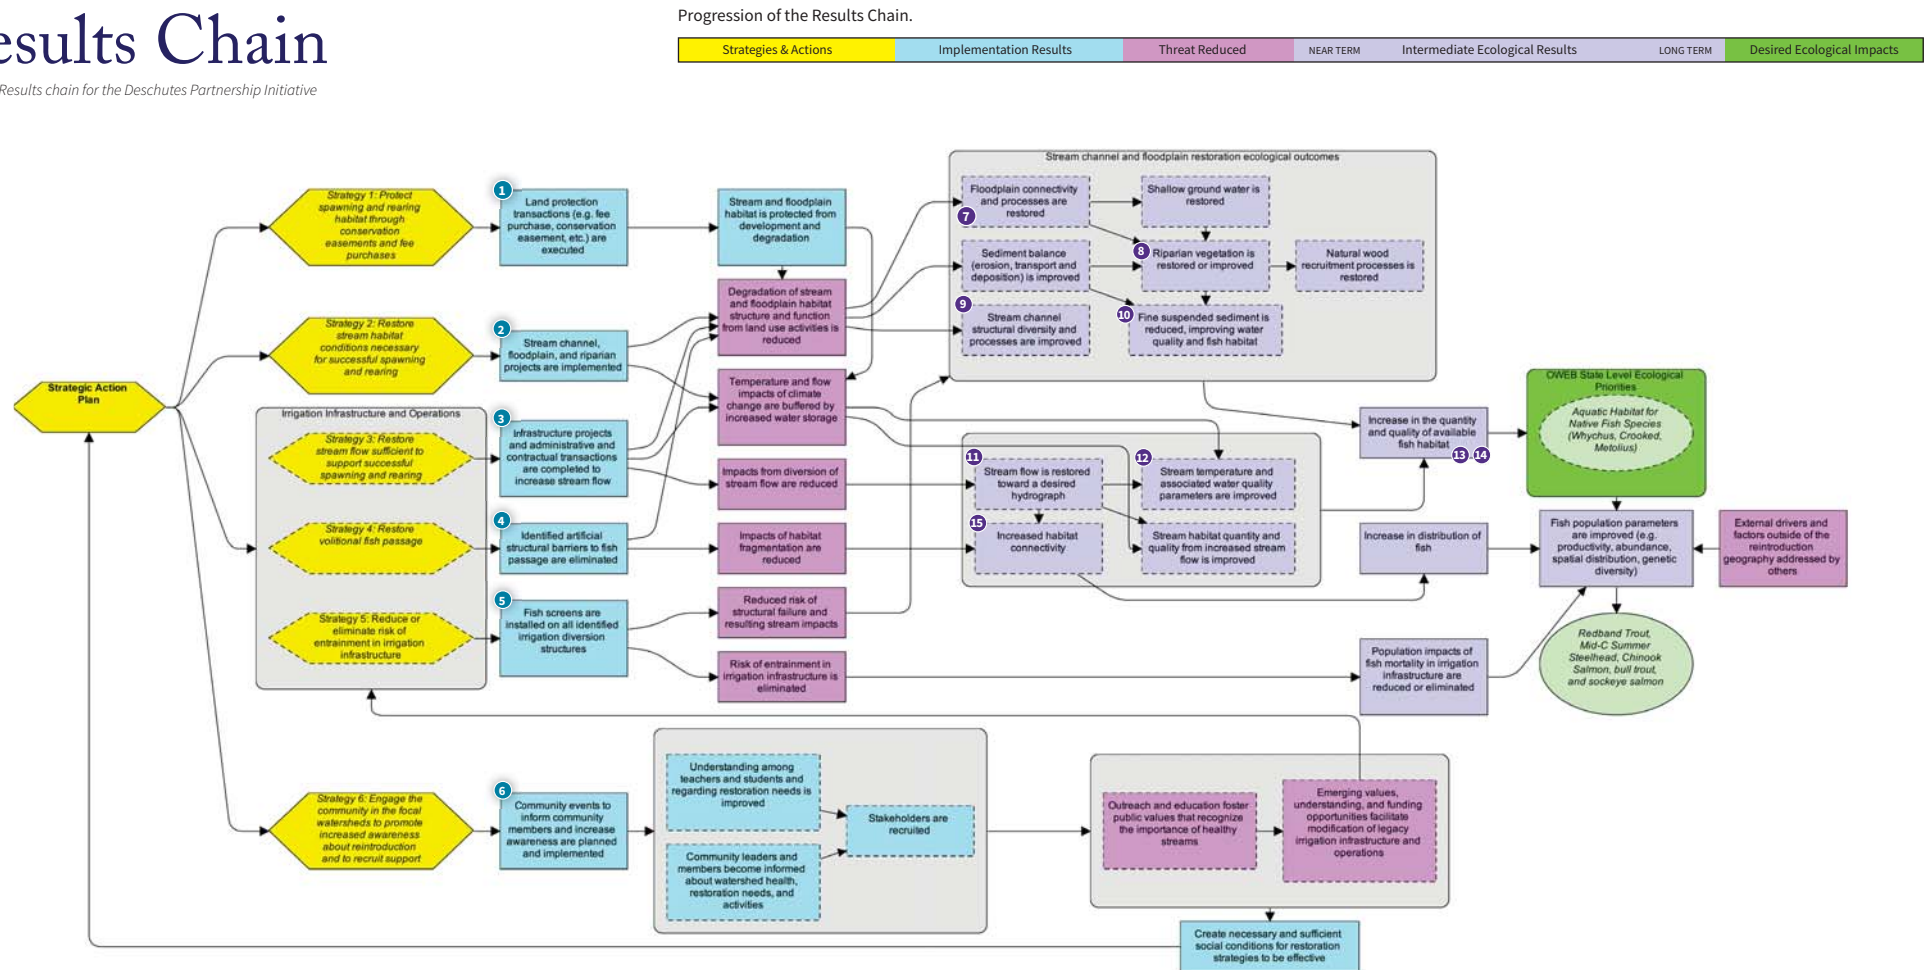 esults Chain
Results chain for the Deschutes Partnership Initiative
Progression of the Results Chain.
Strategies & Actions
Implementation Results
Threat Reduced
NEAR TERM
Intermediate Ecological Results
LONG TERM
Desired Ecological Impacts
Strategic Action
Plan
Strategy 1: Protect
spawning and rearing
habitat through
conservation
easements and fee
purchases
1
Land protection
transactions (e.g. fee
purchase, conservation
easement, etc.) are
executed
Stream and floodplain
habitat is protected from
development and
degradation
Strategy 2: Restore
stream habitat
conditions necessary
for successful spawning
and rearing
2
Stream channel,
floodplain, and riparian
projects are implemented
Degradation of stream
and floodplain habitat
structure and function
from land use activities is
reduced
Temperature and flow
impacts of climate
change are buffered by
increased water storage
Irrigation Infrastructure and Operations
Strategy 3: Restore
stream flow sufficient to
support successful
spawning and rearing
3
Infrastructure projects
and administrative and
contractual transactions
are completed to
increase stream flow
Impacts from diversion of
stream flow are reduced
Strategy 4: Restore
volitional fish passage
4
Identified artificial
structural barriers to fish
passage are eliminated
Impacts of habitat
fragmentation are
reduced
Strategy 5: Reduce or
eliminate risk of
entrainment in irrigation
infrastructure
5
Fish screens are
installed on all identified
irrigation diversion
structures
Reduced risk of
structural failure and
resulting stream impacts
Risk of entrainment in
irrigation infrastructure is
eliminated
Stream channel and floodplain restoration ecological outcomes
Floodplain connectivity
and processes are
restored
7
Shallow ground water is
restored
Sediment balance
(erosion, transport and
deposition) is improved
8
Riparian vegetation is
restored or improved
Natural wood
recruitment processes is
restored
9
Stream channel
structural diversity and
processes are improved
10
Fine suspended sediment is
reduced, improving water
quality and fish habitat
11
Stream flow is restored
toward a desired
hydrograph
12
Stream temperature and
associated water quality
parameters are improved
15
Increased habitat
connectivity
Stream habitat quantity and
quality from increased stream
flow is improved
Increase in the quantity
and quality of available
fish habitat
13 14
Increase in distribution of
fish
Population impacts of
fish mortality in irrigation
infrastructure are
reduced or eliminated
OWEB State Level Ecological
Priorities
Aquatic Habitat for
Native Fish Species
(Whychus, Crooked,
Metolius)
Fish population parameters
are improved (e.g.
productivity, abundance,
spatial distribution, genetic
diversity)
External drivers and
factors outside of the
reintroduction
geography addressed by
others
Redband Trout,
Mid-C Summer
Steelhead, Chinook
Salmon, bull trout,
and sockeye salmon
Strategy 6: Engage the
community in the local
watersheds to promote
increased awareness
about reintroduction
and to recruit support
6
Community events to
inform community
members and increase
awareness are planned
and implemented
Understanding among
teachers and students and
regarding restoration needs is
improved
Community leaders and
members become informed
about watershed health,
restoration needs, and
activities
Stakeholders are
recruited
Outreach and education foster
public values that recognize
the importance of healthy
streams
Emerging values,
understanding, and funding
opportunities facilitate
modification of legacy
irrigation infrastructure and
operations
Create necessary and sufficient
social conditions for restoration
strategies to be effective